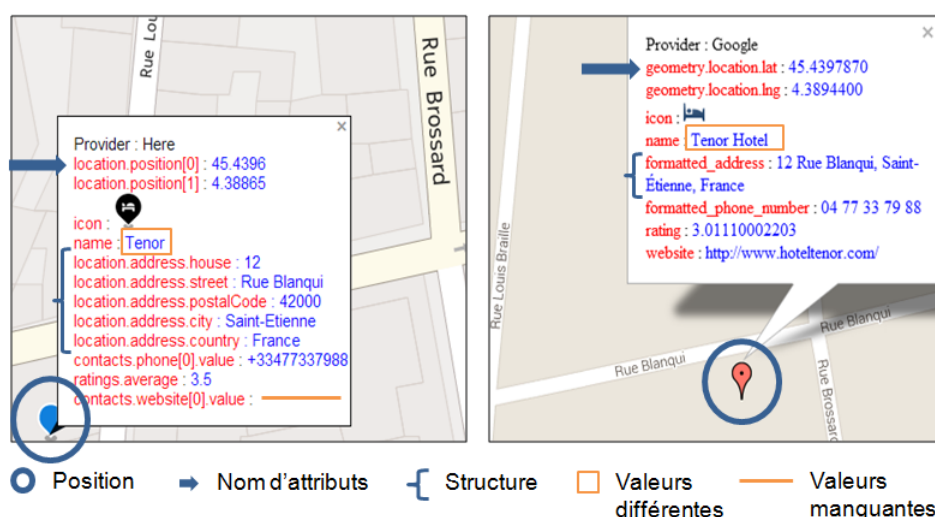 Rue Lou
Rue Brossard
×
Provider : Here
location.position[0] : 45.4396
location.position[1] : 4.38865
icon :
name : Tenor
location.address.house : 12
location.address.street : Rue Blanqui
location.address.postalCode : 42000
location.address.city : Saint-Etienne
location.address.country : France
contacts.phone[0].value : +33477337988
ratings.average : 3.5
contacts.website[0].value :
×
Provider : Google
geometry.location.lat : 45.4397870
geometry.location.lng : 4.3894400
icon :
name : Tenor Hotel
formatted_address : 12 Rue Blanqui, Saint-
Étienne, France
formatted_phone_number : 04 77 33 79 88
rating : 3.01110002203
website : http://www.hoteltenor.com/
Rue Louis Braille
Rue Blanqui
Rue Blanqui
Rue Brossard
Position
Nom d'attributs
Structure
Valeurs
différentes
Valeurs
manquantes